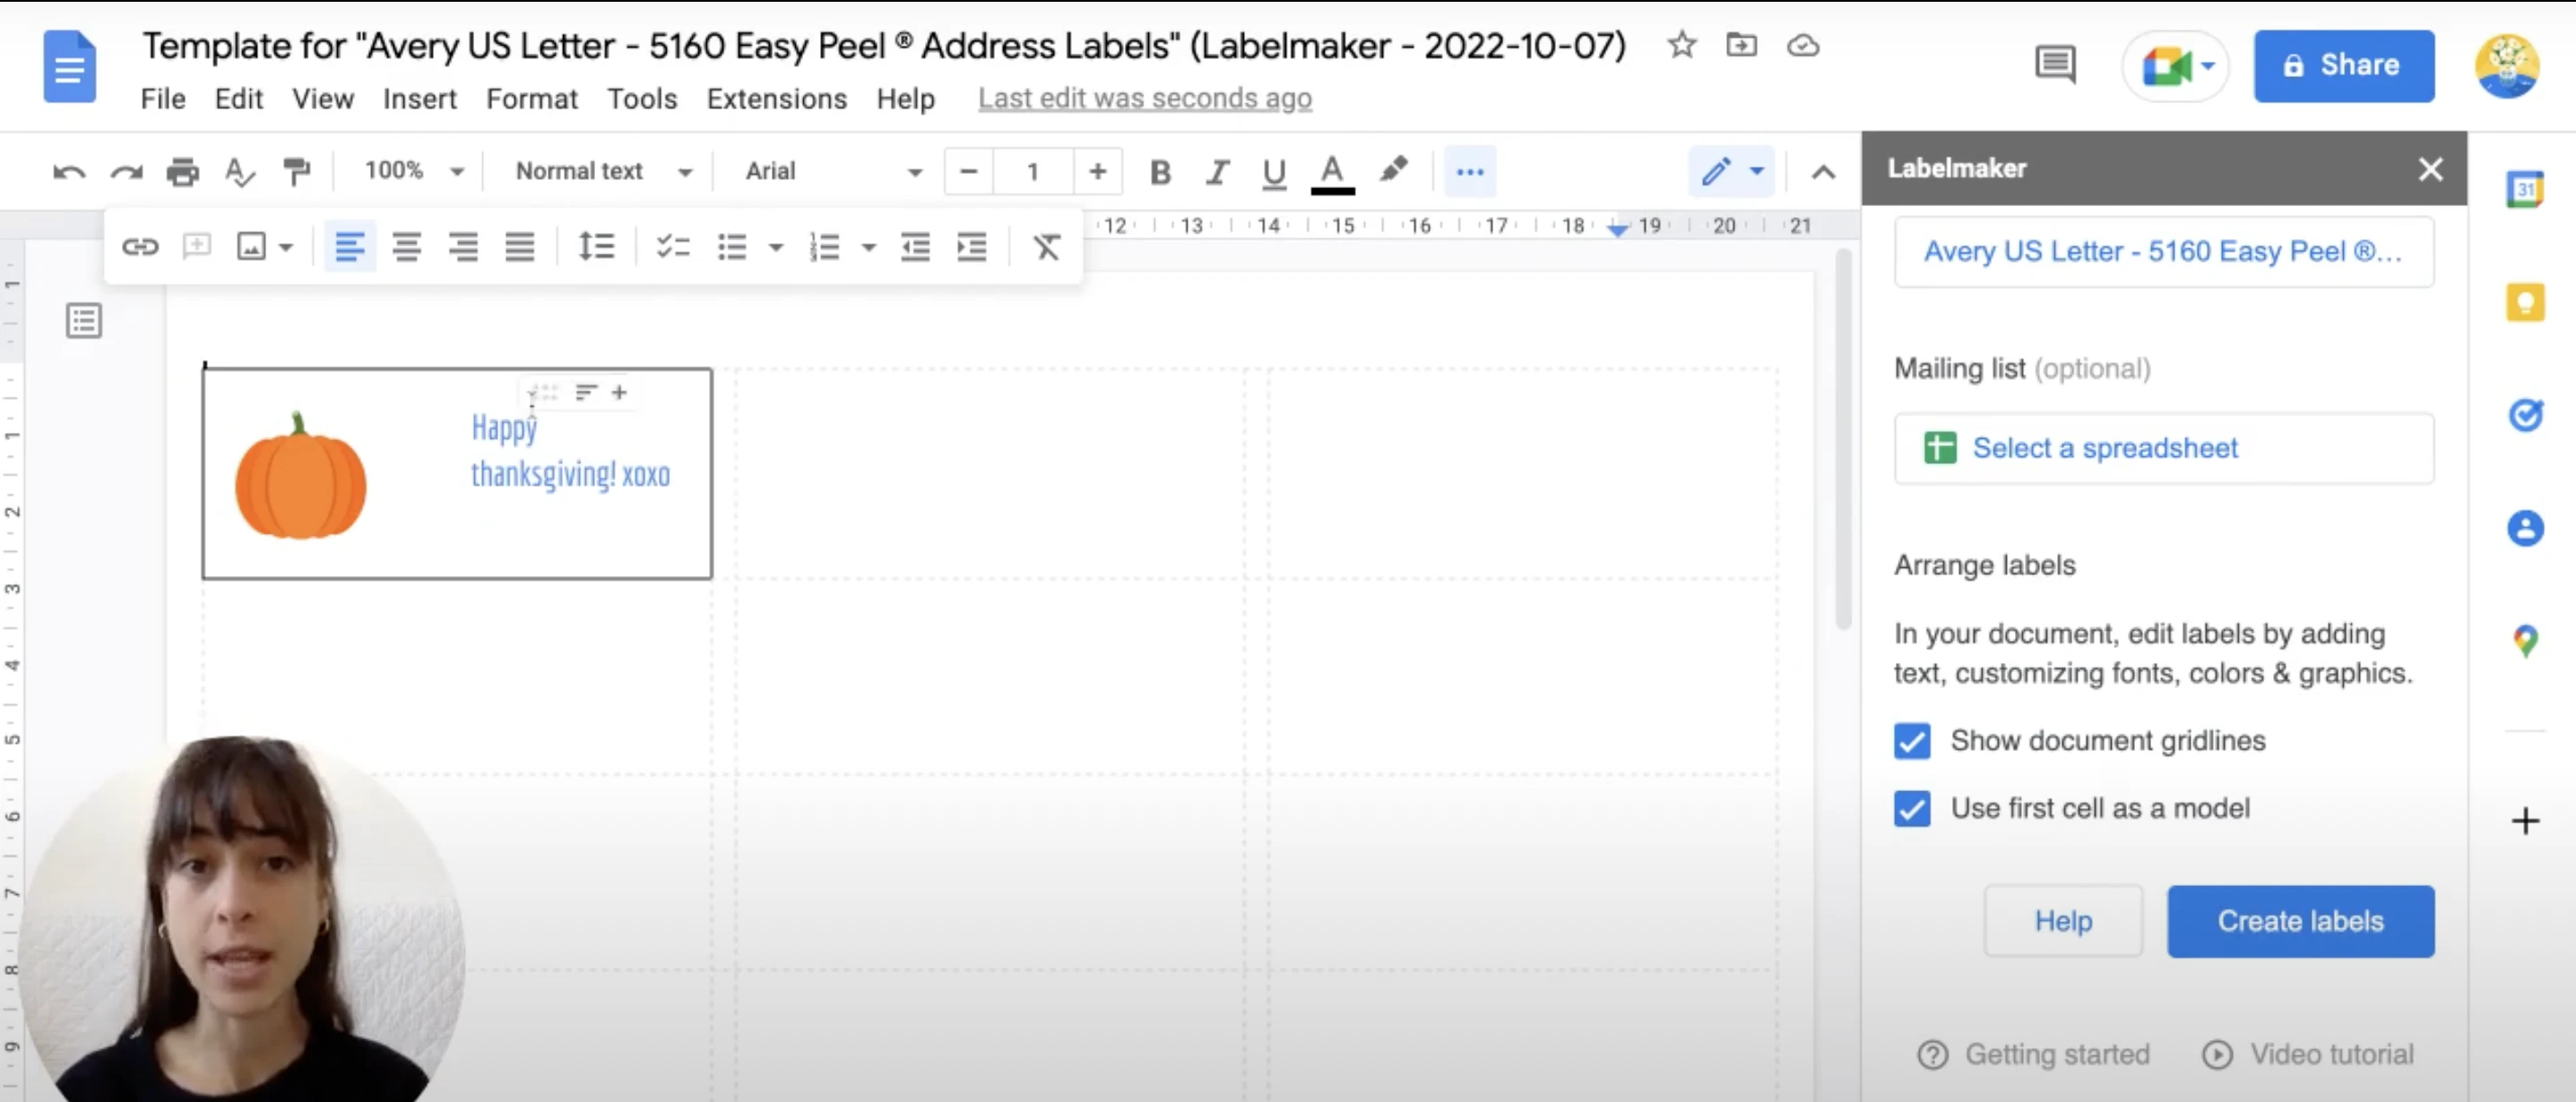 Template for "Avery US Letter - 5160 Easy Peel ® Address Labels" (Labelmaker - 2022-10-07)
Share
File Edit View Insert Format Tools Extensions Help Last edit was seconds ago
100% Normal text Arial 1 B I U A
Labelmaker
31
12 13 14 15 16 17 18 19 20 21
Avery US Letter - 5160 Easy Peel ®...
Mailing list (optional)
Select a spreadsheet
Happy
thanksgiving! xoxo
Arrange labels
In your document, edit labels by adding
text, customizing fonts, colors & graphics.
Show document gridlines
Use first cell as a model
Help Create labels
Getting started Video tutorial
1
1
2
3
4
5
6
7
8
9